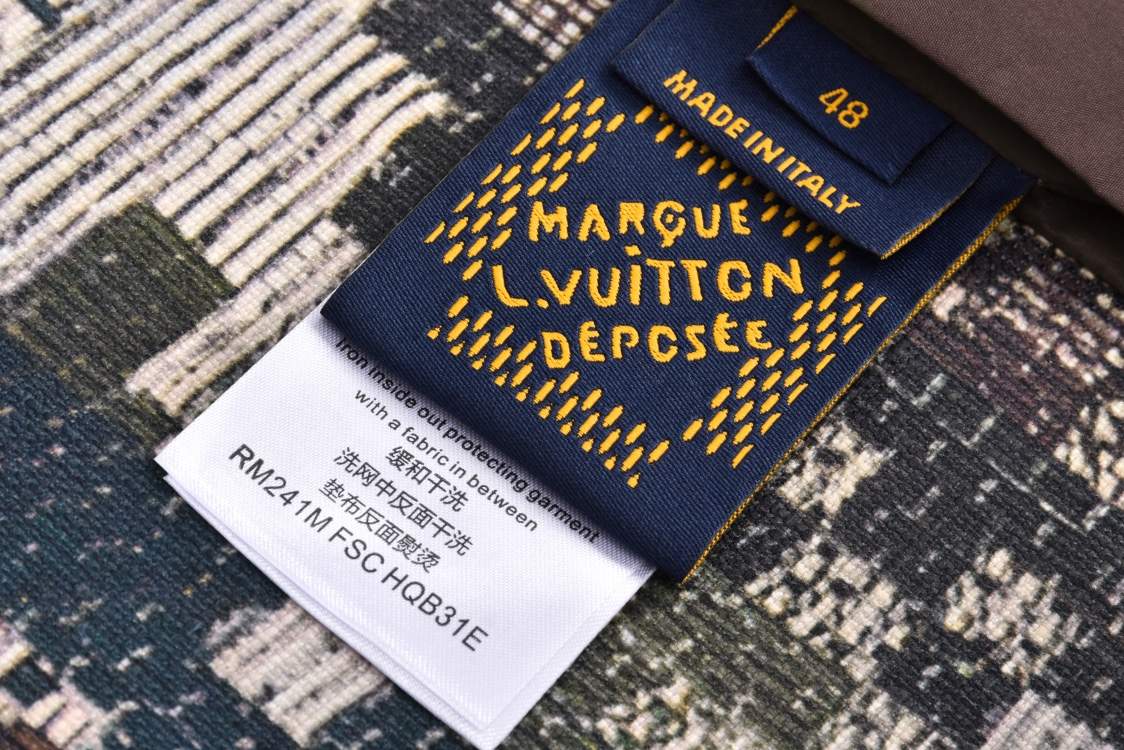 48
MADE IN ITALY
MARQUE
L.VUITTON
DÉPOSÉE
Iron inside out protecting garment
with a fabric in between
缓和干洗
洗网中反面干洗
垫布反面熨烫
RM241M FSC HQB31E